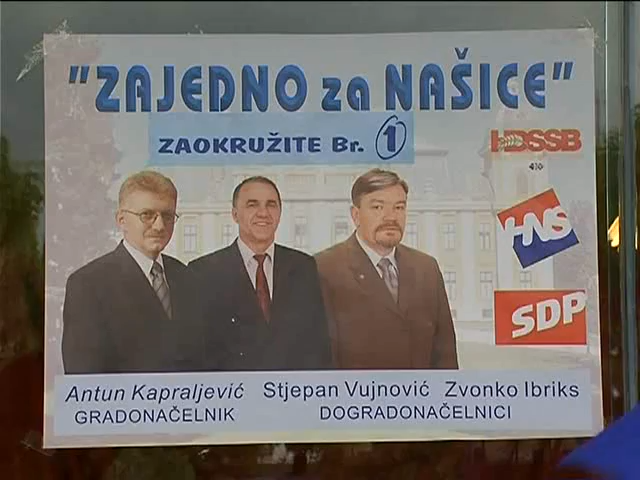 "ZAJEDNO za NAŠICE"
ZAOKRUŽITE Br. 1
HDSSB
HNS
SDP
Antun Kapraljević Stjepan Vujnović Zvonko Ibriks
GRADONAČELNIK DOGRADONAČELNICI